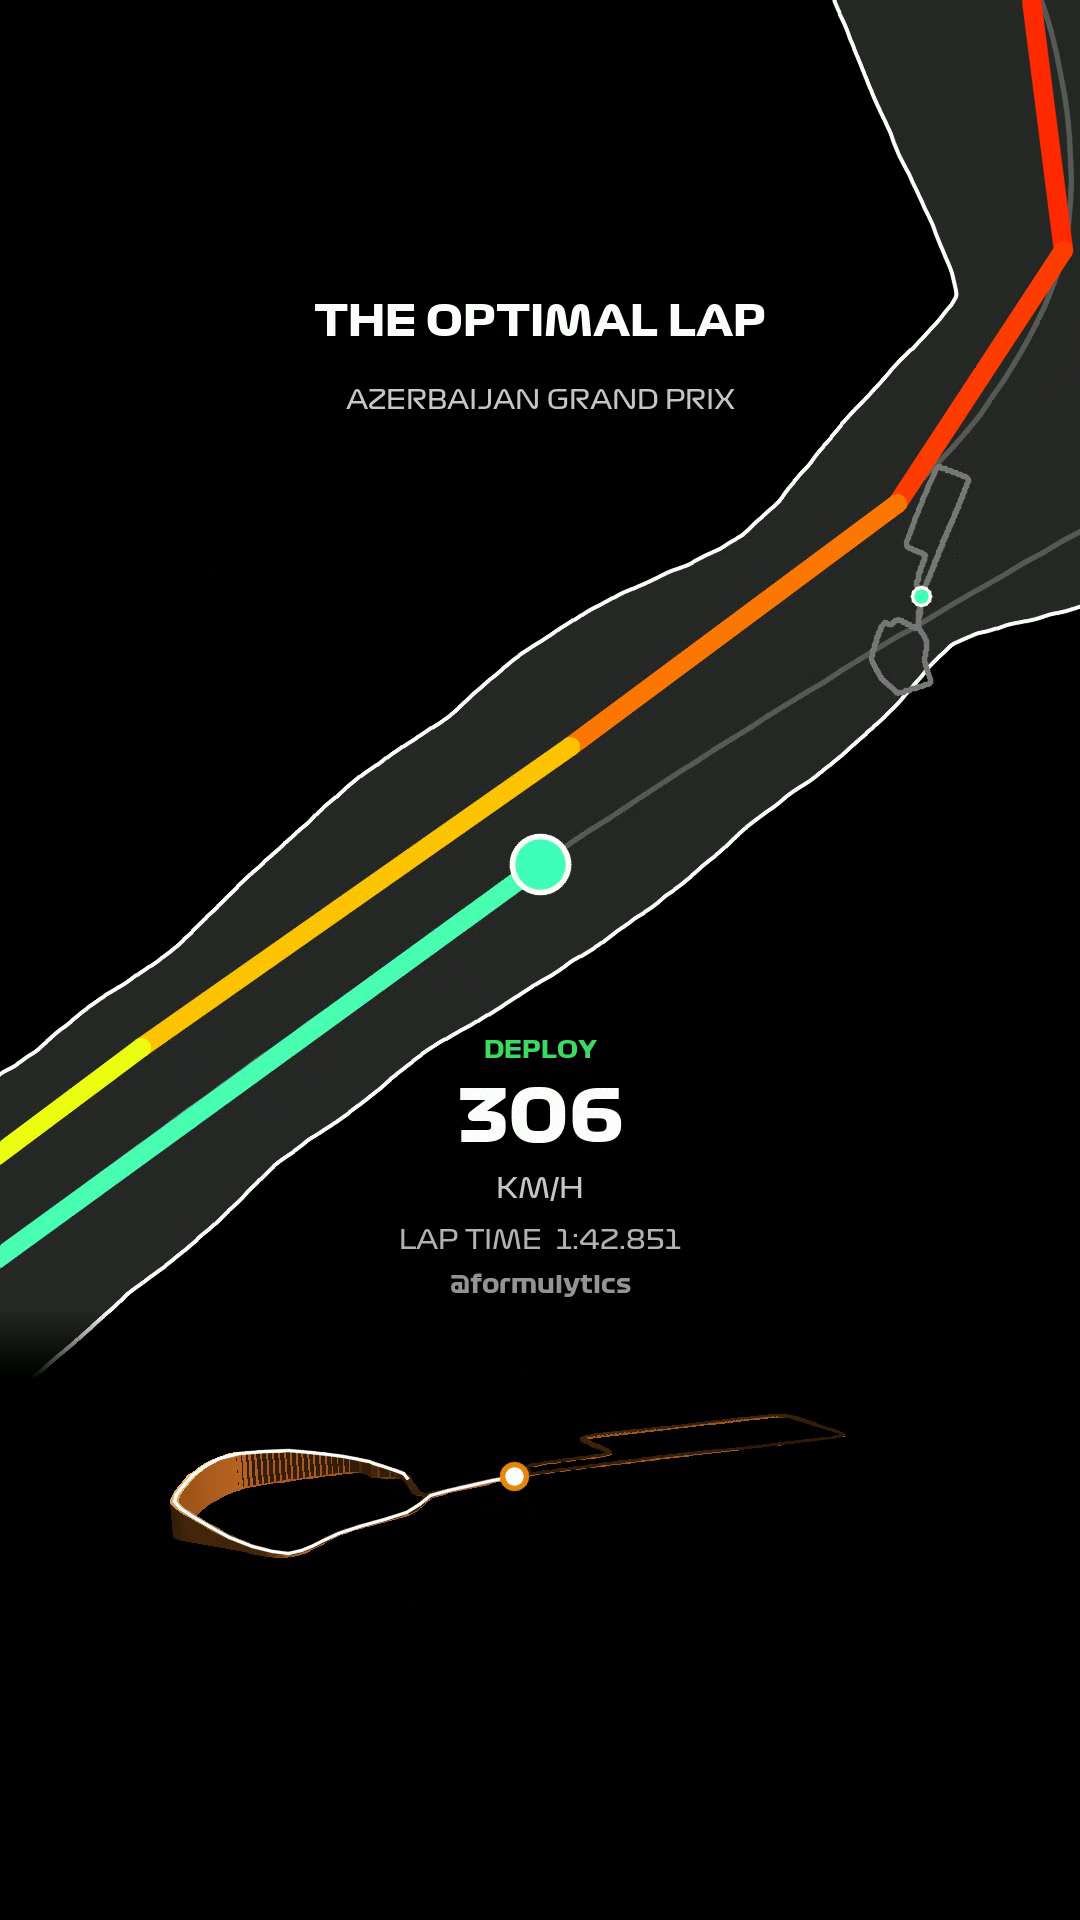 THE OPTIMAL LAP
AZERBAIJAN GRAND PRIX
DEPLOY
306
KM/H
LAP TIME 1:42.851
@formulytics